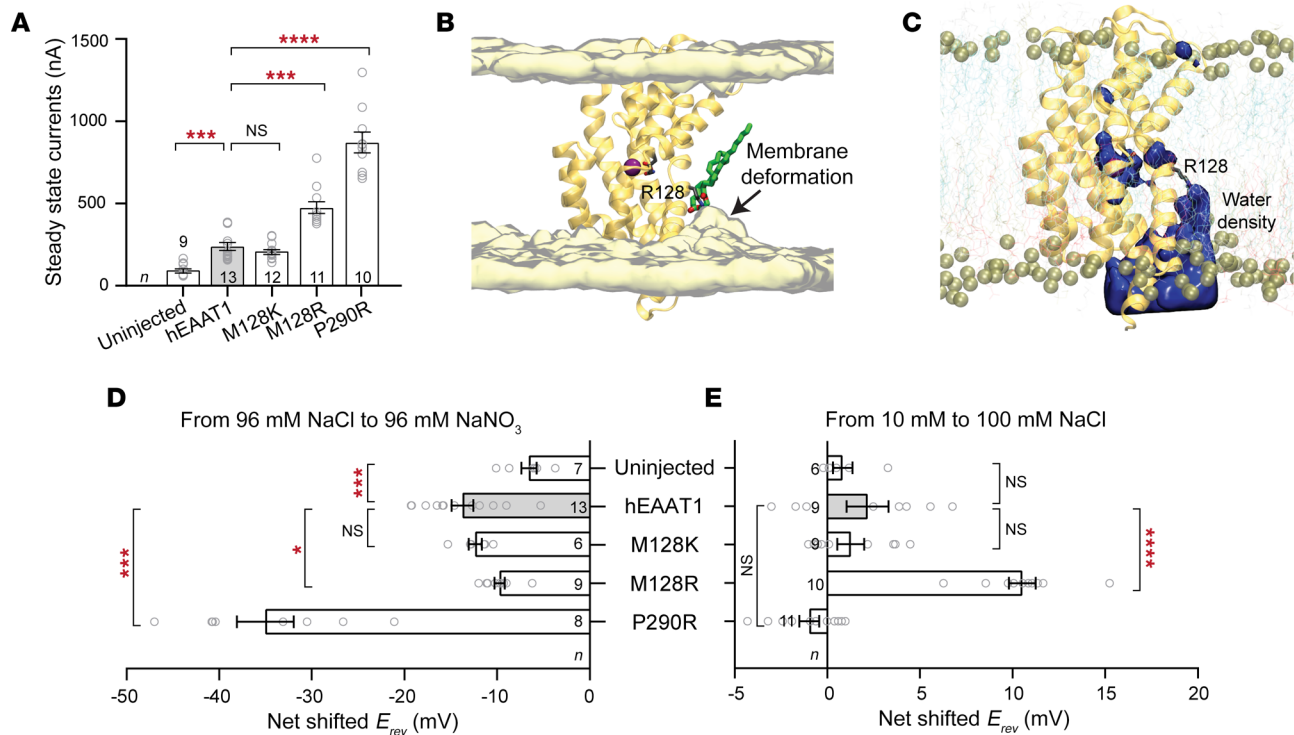 A
Steady state currents (nA)
1500
1000
500
0
****
***
***
NS
n
9
13
12
11
10
Uninjected
hEAAT1
M128K
M128R
P290R
B
R128
Membrane
deformation
C
R128
Water
density
D
From 96 mM NaCl to 96 mM NaNO₃
***
NS
*
***
7
13
6
9
8
n
-50
-40
-30
-20
-10
0
Net shifted Erev (mV)
Uninjected
hEAAT1
M128K
M128R
P290R
E
From 10 mM to 100 mM NaCl
NS
NS
****
NS
6
9
9
10
11
n
-5
0
5
10
15
20
Net shifted Erev (mV)